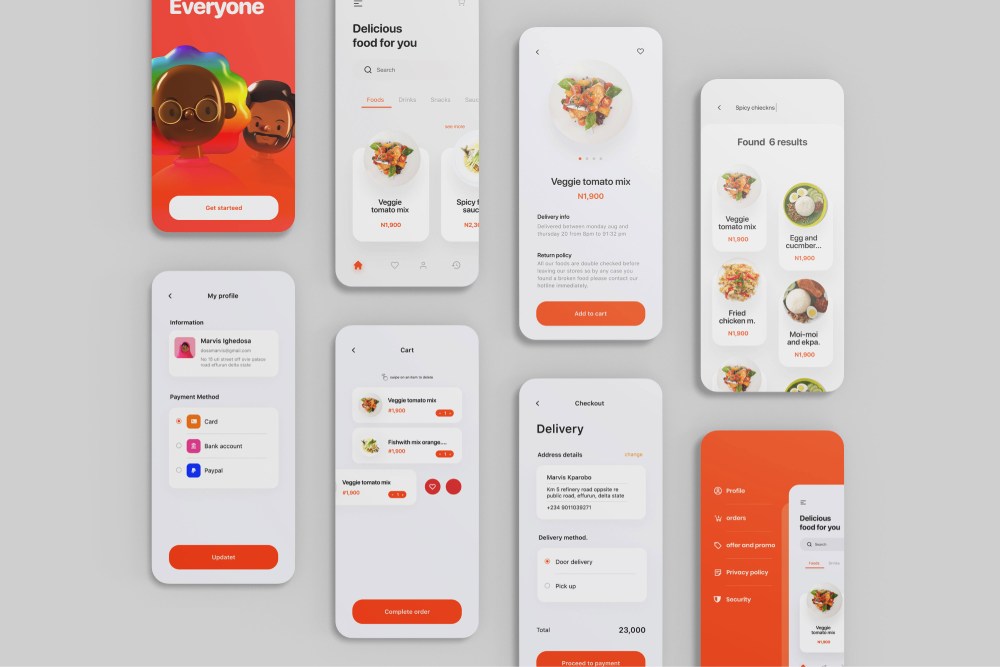 Everyone
Get starteed
Delicious
food for you
Search
Foods
Drinks
Snacks
Sauc
see more
Veggie
tomato mix
N1,900
Spicy f
sauc
N2,3
Veggie tomato mix
N1,900
Delivery info
Delivered between monday aug and
thursday 20 from 8pm to 91:32 pm
Return policy
All our foods are double checked before
leaving our stores so by any case you
found a broken food please contact our
hotline immediately.
Add to cart
Spicy chieckns
Found 6 results
Veggie
tomato mix
N1,900
Egg and
cucmber...
N1,900
Fried
chicken m.
N1,900
Moi-moi
and ekpa.
N1,900
My profile
Information
Marvis Ighedosa
dosamarvis@gmail.com
No 15 uti street off ovie palace
road effurun delta state
Payment Method
Card
Bank account
Paypal
Update!
Cart
swipe on an item to delete
Veggie tomato mix
#1,900
1
Fishwith mix orange....
#1,900
1
Veggie tomato mix
#1,900
1
Complete order
Checkout
Delivery
Address details
change
Marvis Kparobo
Km 5 refinery road oppsite re
public road, effurun, delta state
+234 9011039271
Delivery method.
Door delivery
Pick up
Total
23,000
Proceed to payment
Profile
orders
offer and promo
Privacy policy
Security
Delicious
food for you
Search
Foods
Drinks
Veggie
tomato mix
N1,900